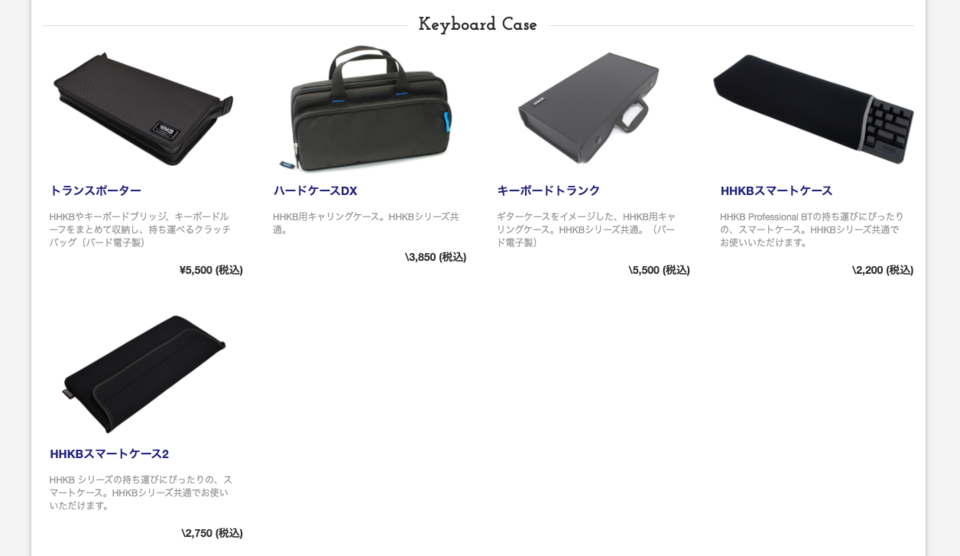 Keyboard Case
トランスポーター
HHKBやキーボードブリッジ、キーボードル
ーフをまとめて収納し、持ち運べるクラッチ
バッグ（バード電子製）
¥5,500 (税込)
ハードケースDX
HHKB用キャリングケース。HHKBシリーズ共
通。
\3,850 (税込)
キーボードトランク
ギターケースをイメージした、HHKB用キャ
リングケース。HHKBシリーズ共通。（バー
ド電子製）
\5,500 (税込)
HHKBスマートケース
HHKB Professional BTの持ち運びにぴったり
の、スマートケース。HHKBシリーズ共通で
お使いいただけます。
\2,200 (税込)
HHKBスマートケース2
HHKB シリーズの持ち運びにぴったりの、ス
マートケース。HHKBシリーズ共通でお使い
いただけます。
\2,750 (税込)